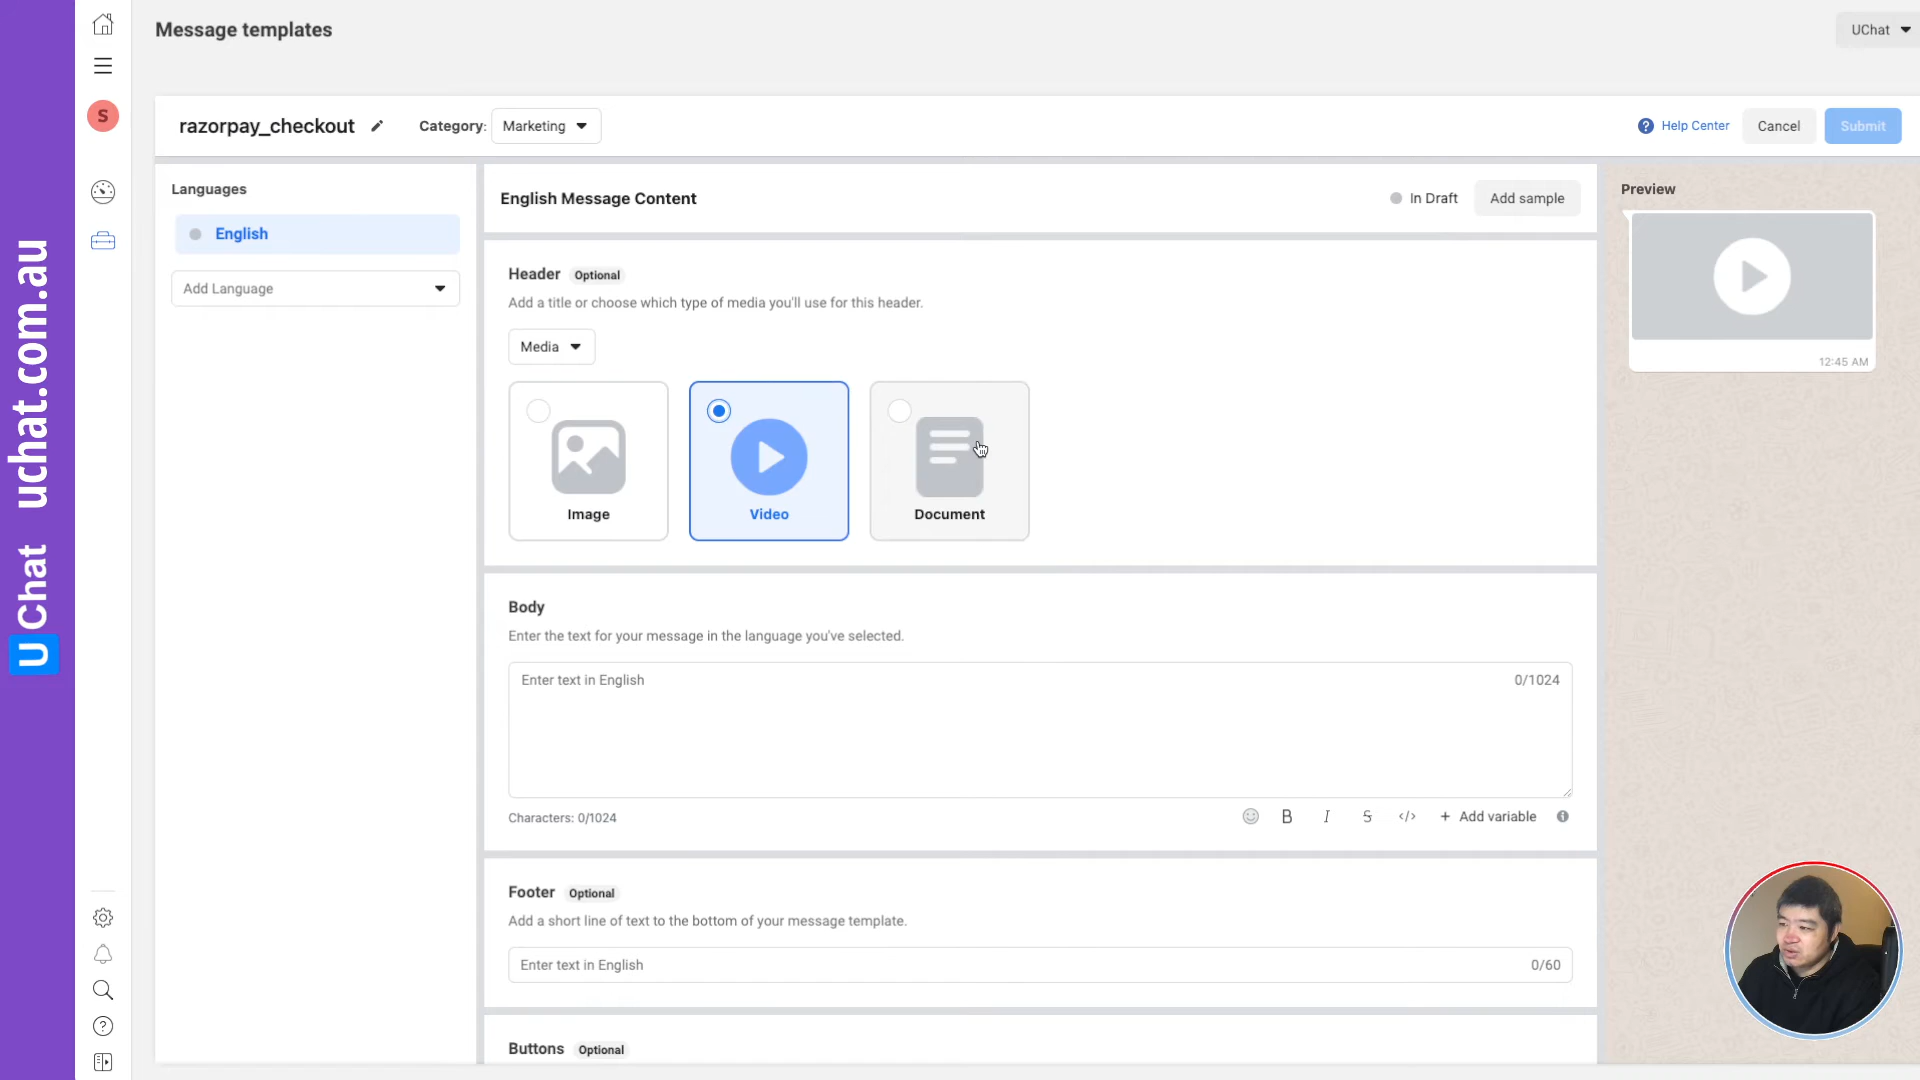 Message templates
UChat
S
razorpay_checkout
Category:
Marketing
? Help Center
Cancel
Submit
Languages
English
Add Language
English Message Content
In Draft
Add sample
Header Optional
Add a title or choose which type of media you'll use for this header.
Media
Image
Video
Document
Body
Enter the text for your message in the language you've selected.
Enter text in English
0/1024
Characters: 0/1024
B I S </> + Add variable
Footer Optional
Add a short line of text to the bottom of your message template.
Enter text in English
0/60
Buttons Optional
Preview
12:45 AM
U UChat uchat.com.au